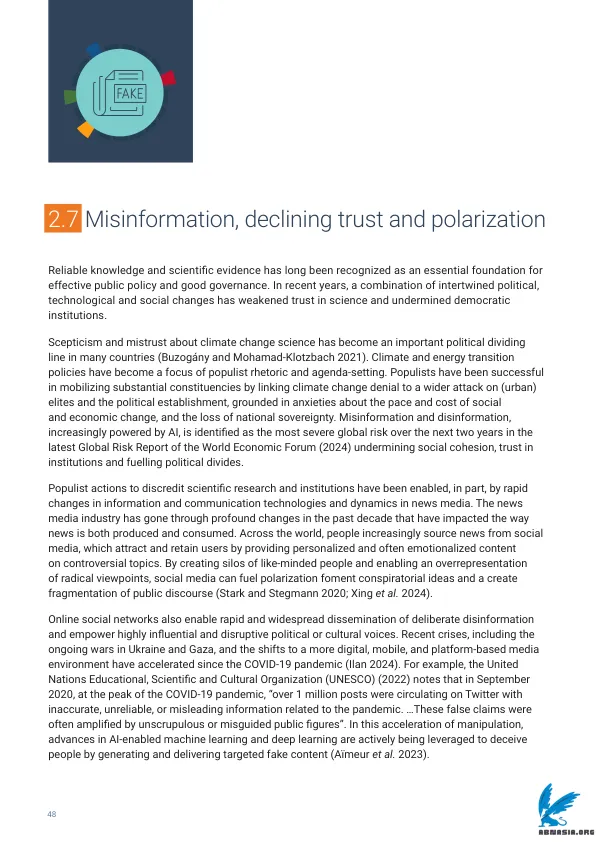 FAKE
2.7 Misinformation, declining trust and polarization
Reliable knowledge and scientific evidence has long been recognized as an essential foundation for
effective public policy and good governance. In recent years, a combination of intertwined political,
technological and social changes has weakened trust in science and undermined democratic
institutions.
Scepticism and mistrust about climate change science has become an important political dividing
line in many countries (Buzogány and Mohamad-Klotzbach 2021). Climate and energy transition
policies have become a focus of populist rhetoric and agenda-setting. Populists have been successful
in mobilizing substantial constituencies by linking climate change denial to a wider attack on (urban)
elites and the political establishment, grounded in anxieties about the pace and cost of social
and economic change, and the loss of national sovereignty. Misinformation and disinformation,
increasingly powered by AI, is identified as the most severe global risk over the next two years in the
latest Global Risk Report of the World Economic Forum (2024) undermining social cohesion, trust in
institutions and fuelling political divides.
Populist actions to discredit scientific research and institutions have been enabled, in part, by rapid
changes in information and communication technologies and dynamics in news media. The news
media industry has gone through profound changes in the past decade that have impacted the way
news is both produced and consumed. Across the world, people increasingly source news from social
media, which attract and retain users by providing personalized and often emotionalized content
on controversial topics. By creating silos of like-minded people and enabling an overrepresentation
of radical viewpoints, social media can fuel polarization foment conspiratorial ideas and a create
fragmentation of public discourse (Stark and Stegmann 2020; Xing et al. 2024).
Online social networks also enable rapid and widespread dissemination of deliberate disinformation
and empower highly influential and disruptive political or cultural voices. Recent crises, including the
ongoing wars in Ukraine and Gaza, and the shifts to a more digital, mobile, and platform-based media
environment have accelerated since the COVID-19 pandemic (Ilan 2024). For example, the United
Nations Educational, Scientific and Cultural Organization (UNESCO) (2022) notes that in September
2020, at the peak of the COVID-19 pandemic, “over 1 million posts were circulating on Twitter with
inaccurate, unreliable, or misleading information related to the pandemic. …These false claims were
often amplified by unscrupulous or misguided public figures”. In this acceleration of manipulation,
advances in AI-enabled machine learning and deep learning are actively being leveraged to deceive
people by generating and delivering targeted fake content (Aïmeur et al. 2023).
48
ABNASIA.ORG